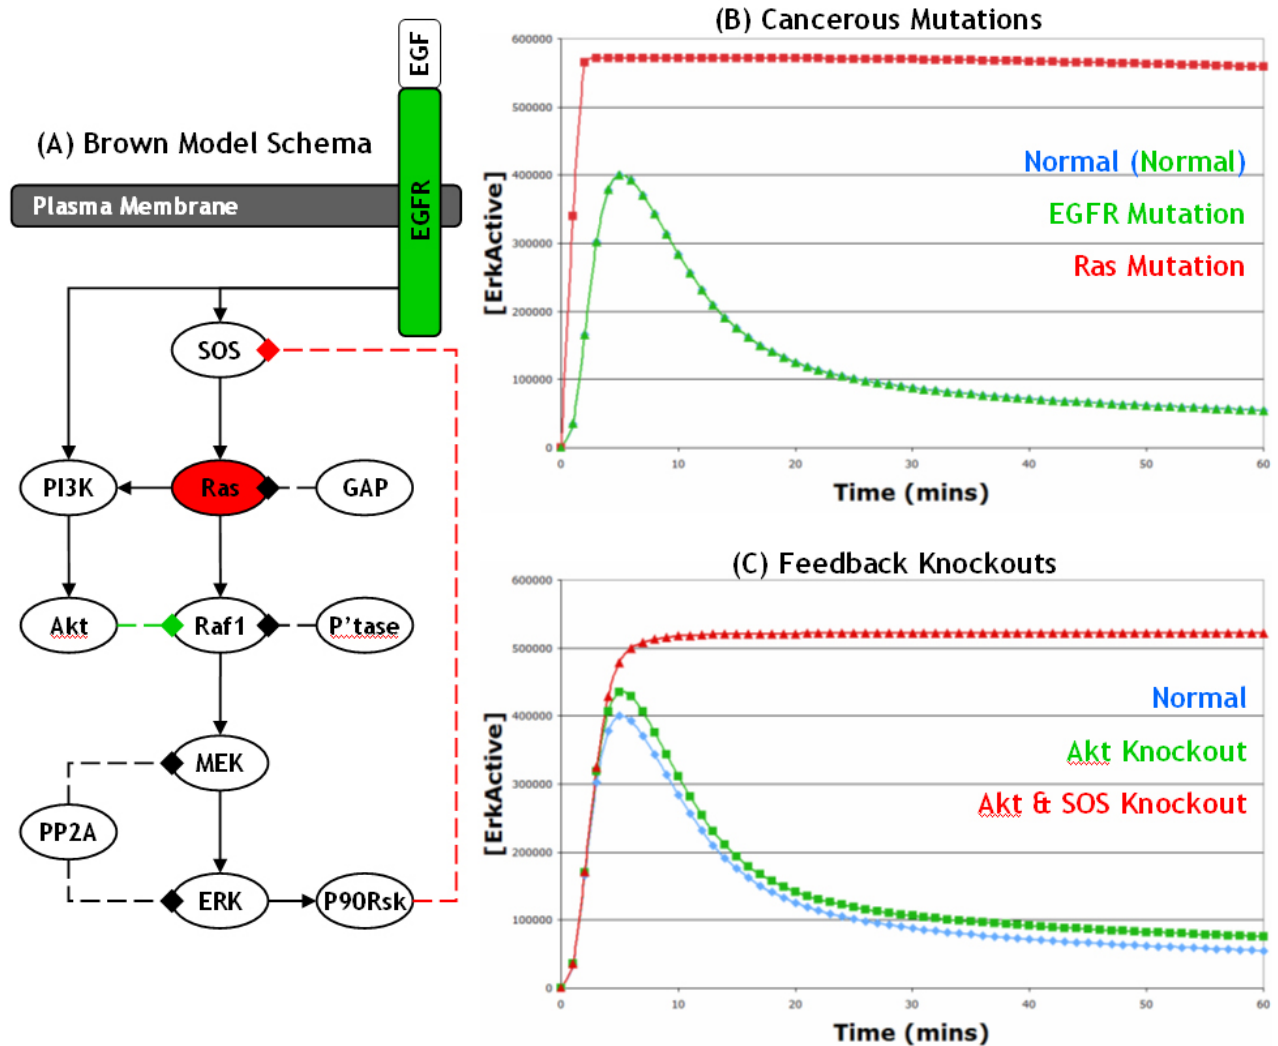 (A) Brown Model Schema
EGF
EGFR
Plasma Membrane
SOS
PI3K
Ras
GAP
Akt
Raf1
P'tase
MEK
PP2A
ERK
P90Rsk
(B) Cancerous Mutations
600000
500000
400000
300000
200000
100000
0
[ErkActive]
Normal (Normal)
EGFR Mutation
Ras Mutation
0 10 20 30 40 50 60
Time (mins)
(C) Feedback Knockouts
600000
500000
400000
300000
200000
100000
0
[ErkActive]
Normal
Akt Knockout
Akt & SOS Knockout
0 10 20 30 40 50 60
Time (mins)